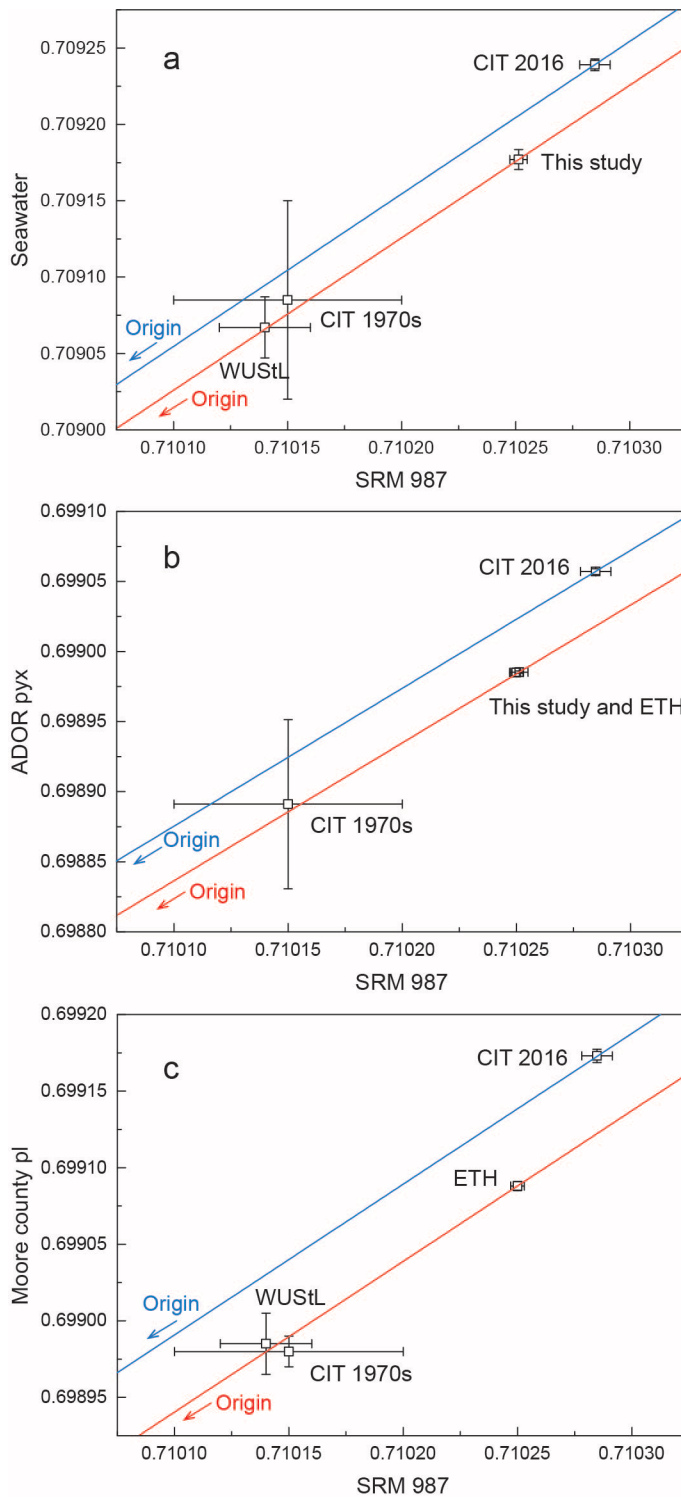 a
0.70925
0.70920
0.70915
0.70910
0.70905
0.70900
Seawater
CIT 2016
This study
CIT 1970s
WUStL
Origin
Origin
0.71010 0.71015 0.71020 0.71025 0.71030
SRM 987
b
0.69910
0.69905
0.69900
0.69895
0.69890
0.69885
0.69880
ADOR pyx
CIT 2016
This study and ETH
CIT 1970s
Origin
Origin
0.71010 0.71015 0.71020 0.71025 0.71030
SRM 987
c
0.69920
0.69915
0.69910
0.69905
0.69900
0.69895
Moore county pl
CIT 2016
ETH
WUStL
CIT 1970s
Origin
Origin
0.71010 0.71015 0.71020 0.71025 0.71030
SRM 987